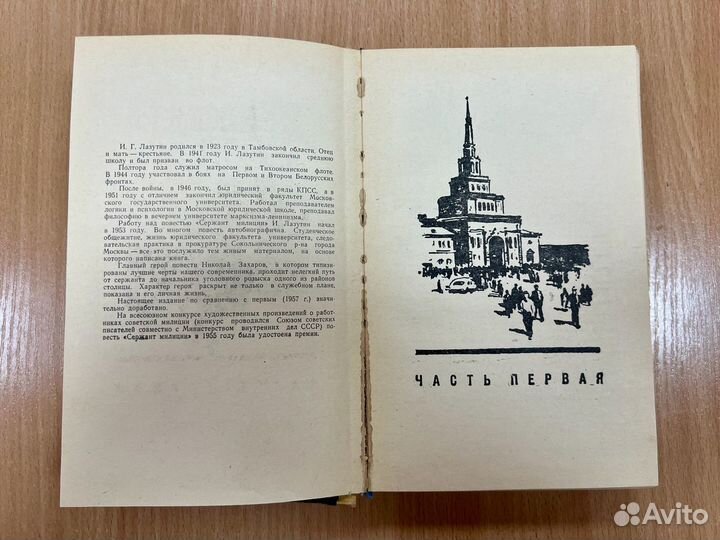 И. Г. Лазутин родился в 1923 году в Тамбовской области. Отец
и мать — крестьяне. В 1941 году И. Лазутин закончил среднюю
школу и был призван во флот.
Полтора года служил матросом на Тихоокеанском флоте.
В 1944 году участвовал в боях на Первом и Втором Белорусских
фронтах.
После войны, в 1946 году, был принят в ряды КПСС, а в
1951 году с отличием закончил юридический факультет Москов-
ского государственного университета. Работал преподавателем
логики и психологии в Московской юридической школе, преподавал
философию в вечернем университете марксизма-ленинизма.
Работу над повестью «Сержант милиции» И. Лазутин начал
в 1953 году. Во многом повесть автобиографична. Студенческое
общежитие, жизнь юридического факультета университета, следова-
тельская практика в прокуратуре Сокольнического р-на города
Москвы — все это послужило тем живым материалом, на основе
которого написана книга.
Главный герой повести Николай Захаров, в котором типизиро-
ваны лучшие черты нашего современника, проходит нелегкий путь
от сержанта до начальника уголовного розыска одного из районов
столицы. Характер героя раскрыт не только в служебном плане,
показана и его личная жизнь.
Настоящее издание по сравнению с первым (1957 г.) значи-
тельно доработано.
На всесоюзном конкурсе художественных произведений о работ-
никах советской милиции (конкурс проводился Союзом советских
писателей совместно с Министерством внутренних дел СССР) по-
весть «Сержант милиции» в 1955 году была удостоена премии.
ЧАСТЬ ПЕРВАЯ
Avito